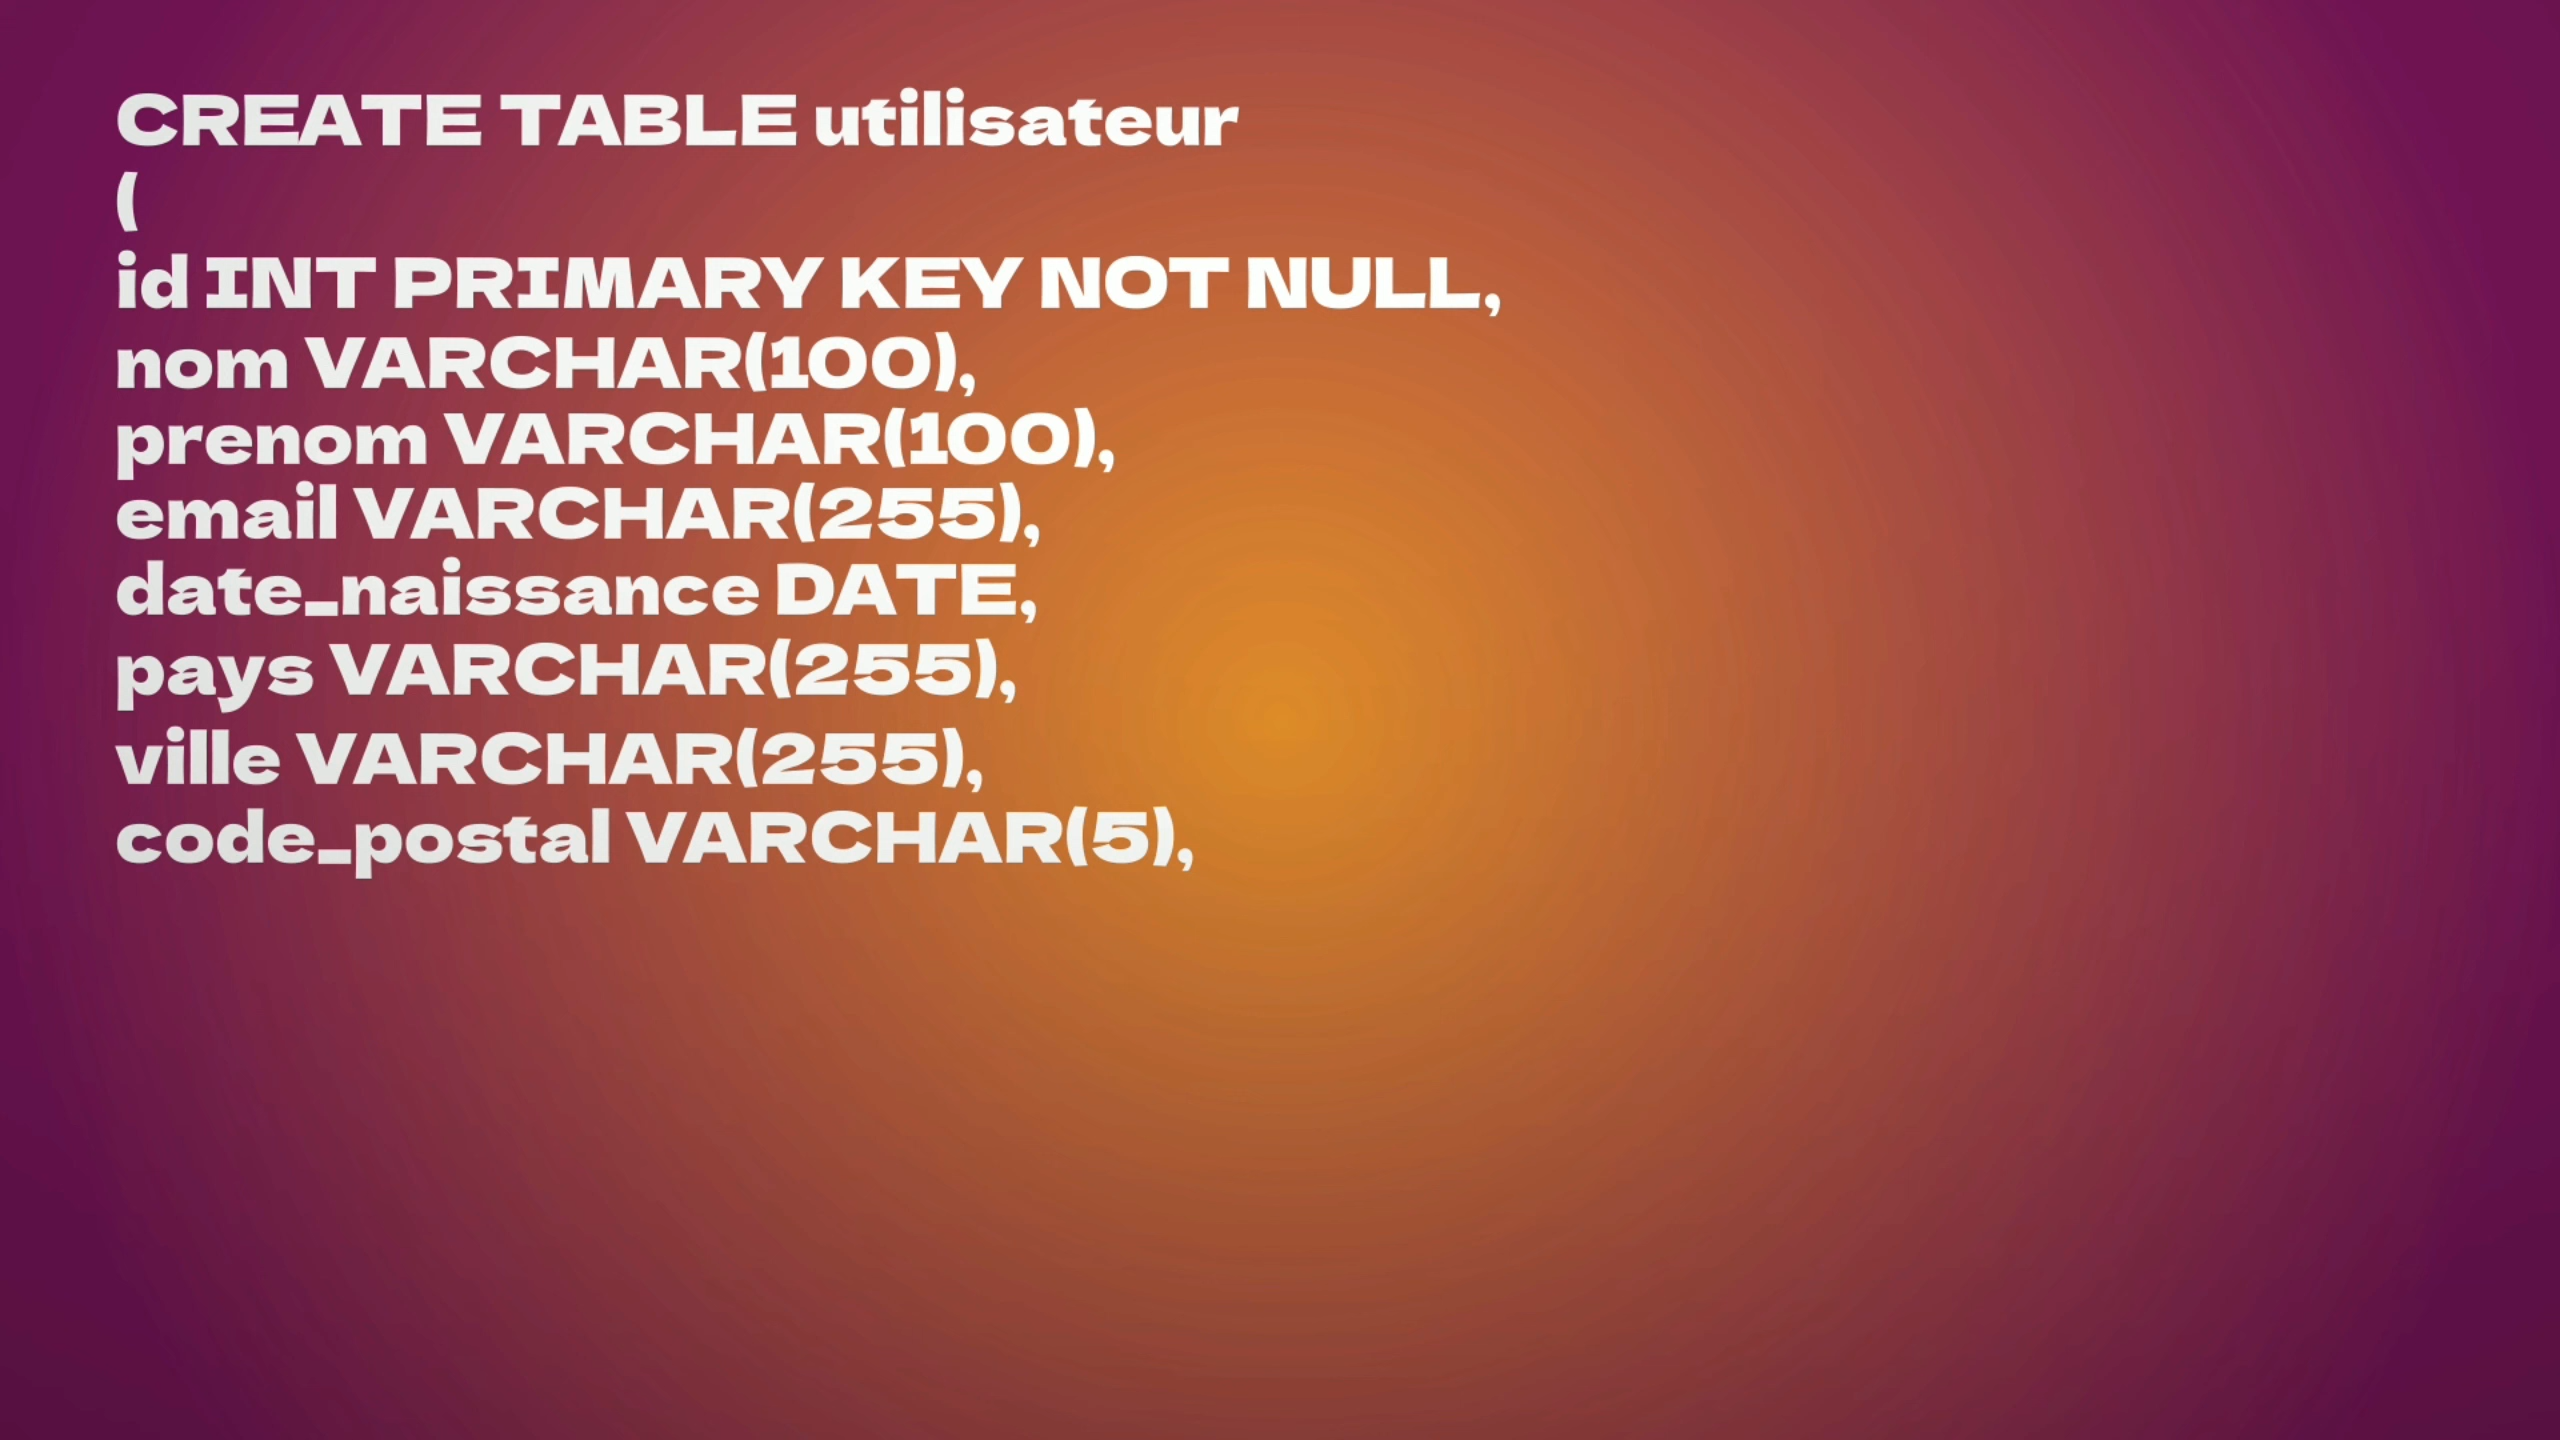 CREATE TABLE utilisateur
(
id INT PRIMARY KEY NOT NULL,
nom VARCHAR(100),
prenom VARCHAR(100),
email VARCHAR(255),
date_naissance DATE,
pays VARCHAR(255),
ville VARCHAR(255),
code_postal VARCHAR(5),